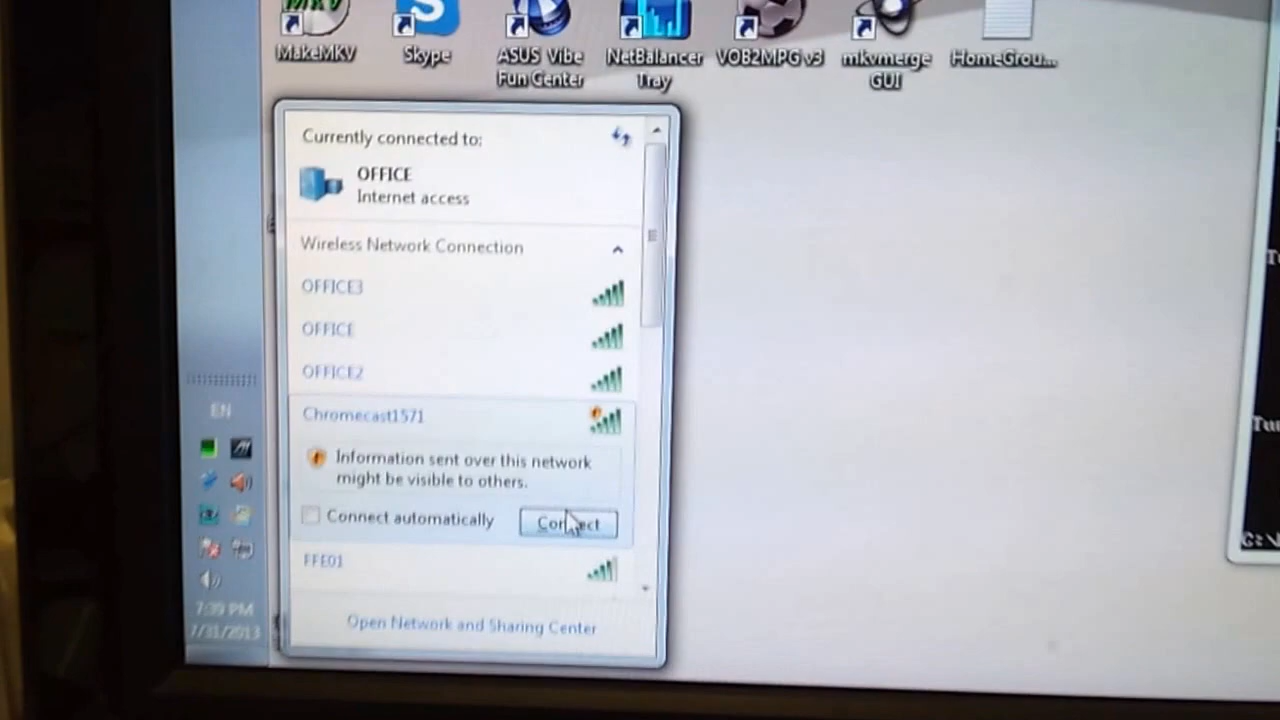 MakeMKV
Skype
ASUS Vibe
Fun Center
NetBalancer
Tray
VOB2MPG v3
mkvmerge
GUI
HomeGrou...
Currently connected to:
OFFICE
Internet access
Wireless Network Connection
OFFICE3
OFFICE
OFFICE2
Chromecast1571
Information sent over this network
might be visible to others.
Connect automatically
Connect
FFE01
Open Network and Sharing Center
EN
7:39 PM
7/31/2013